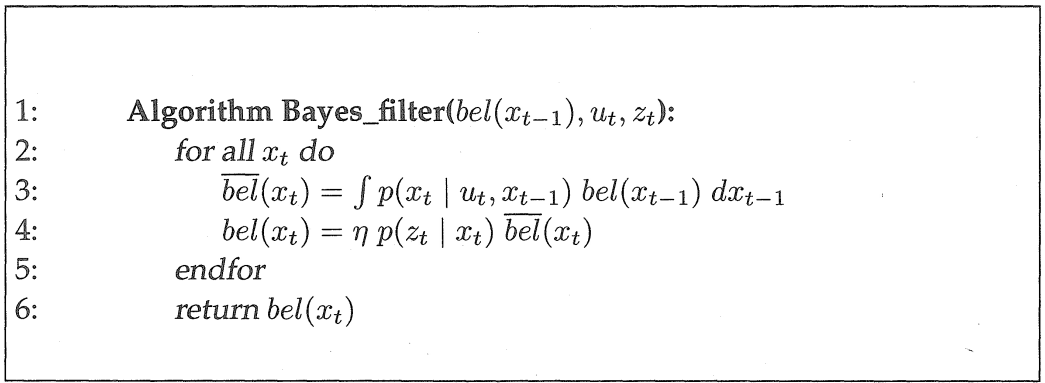 1: Algorithm Bayes_filter(bel(x_{t−1}), u_t, z_t):
2: for all x_t do
3: \overline{bel}(x_t) = ∫ p(x_t | u_t, x_{t−1}) bel(x_{t−1}) dx_{t−1}
4: bel(x_t) = η p(z_t | x_t) \overline{bel}(x_t)
5: endfor
6: return bel(x_t)